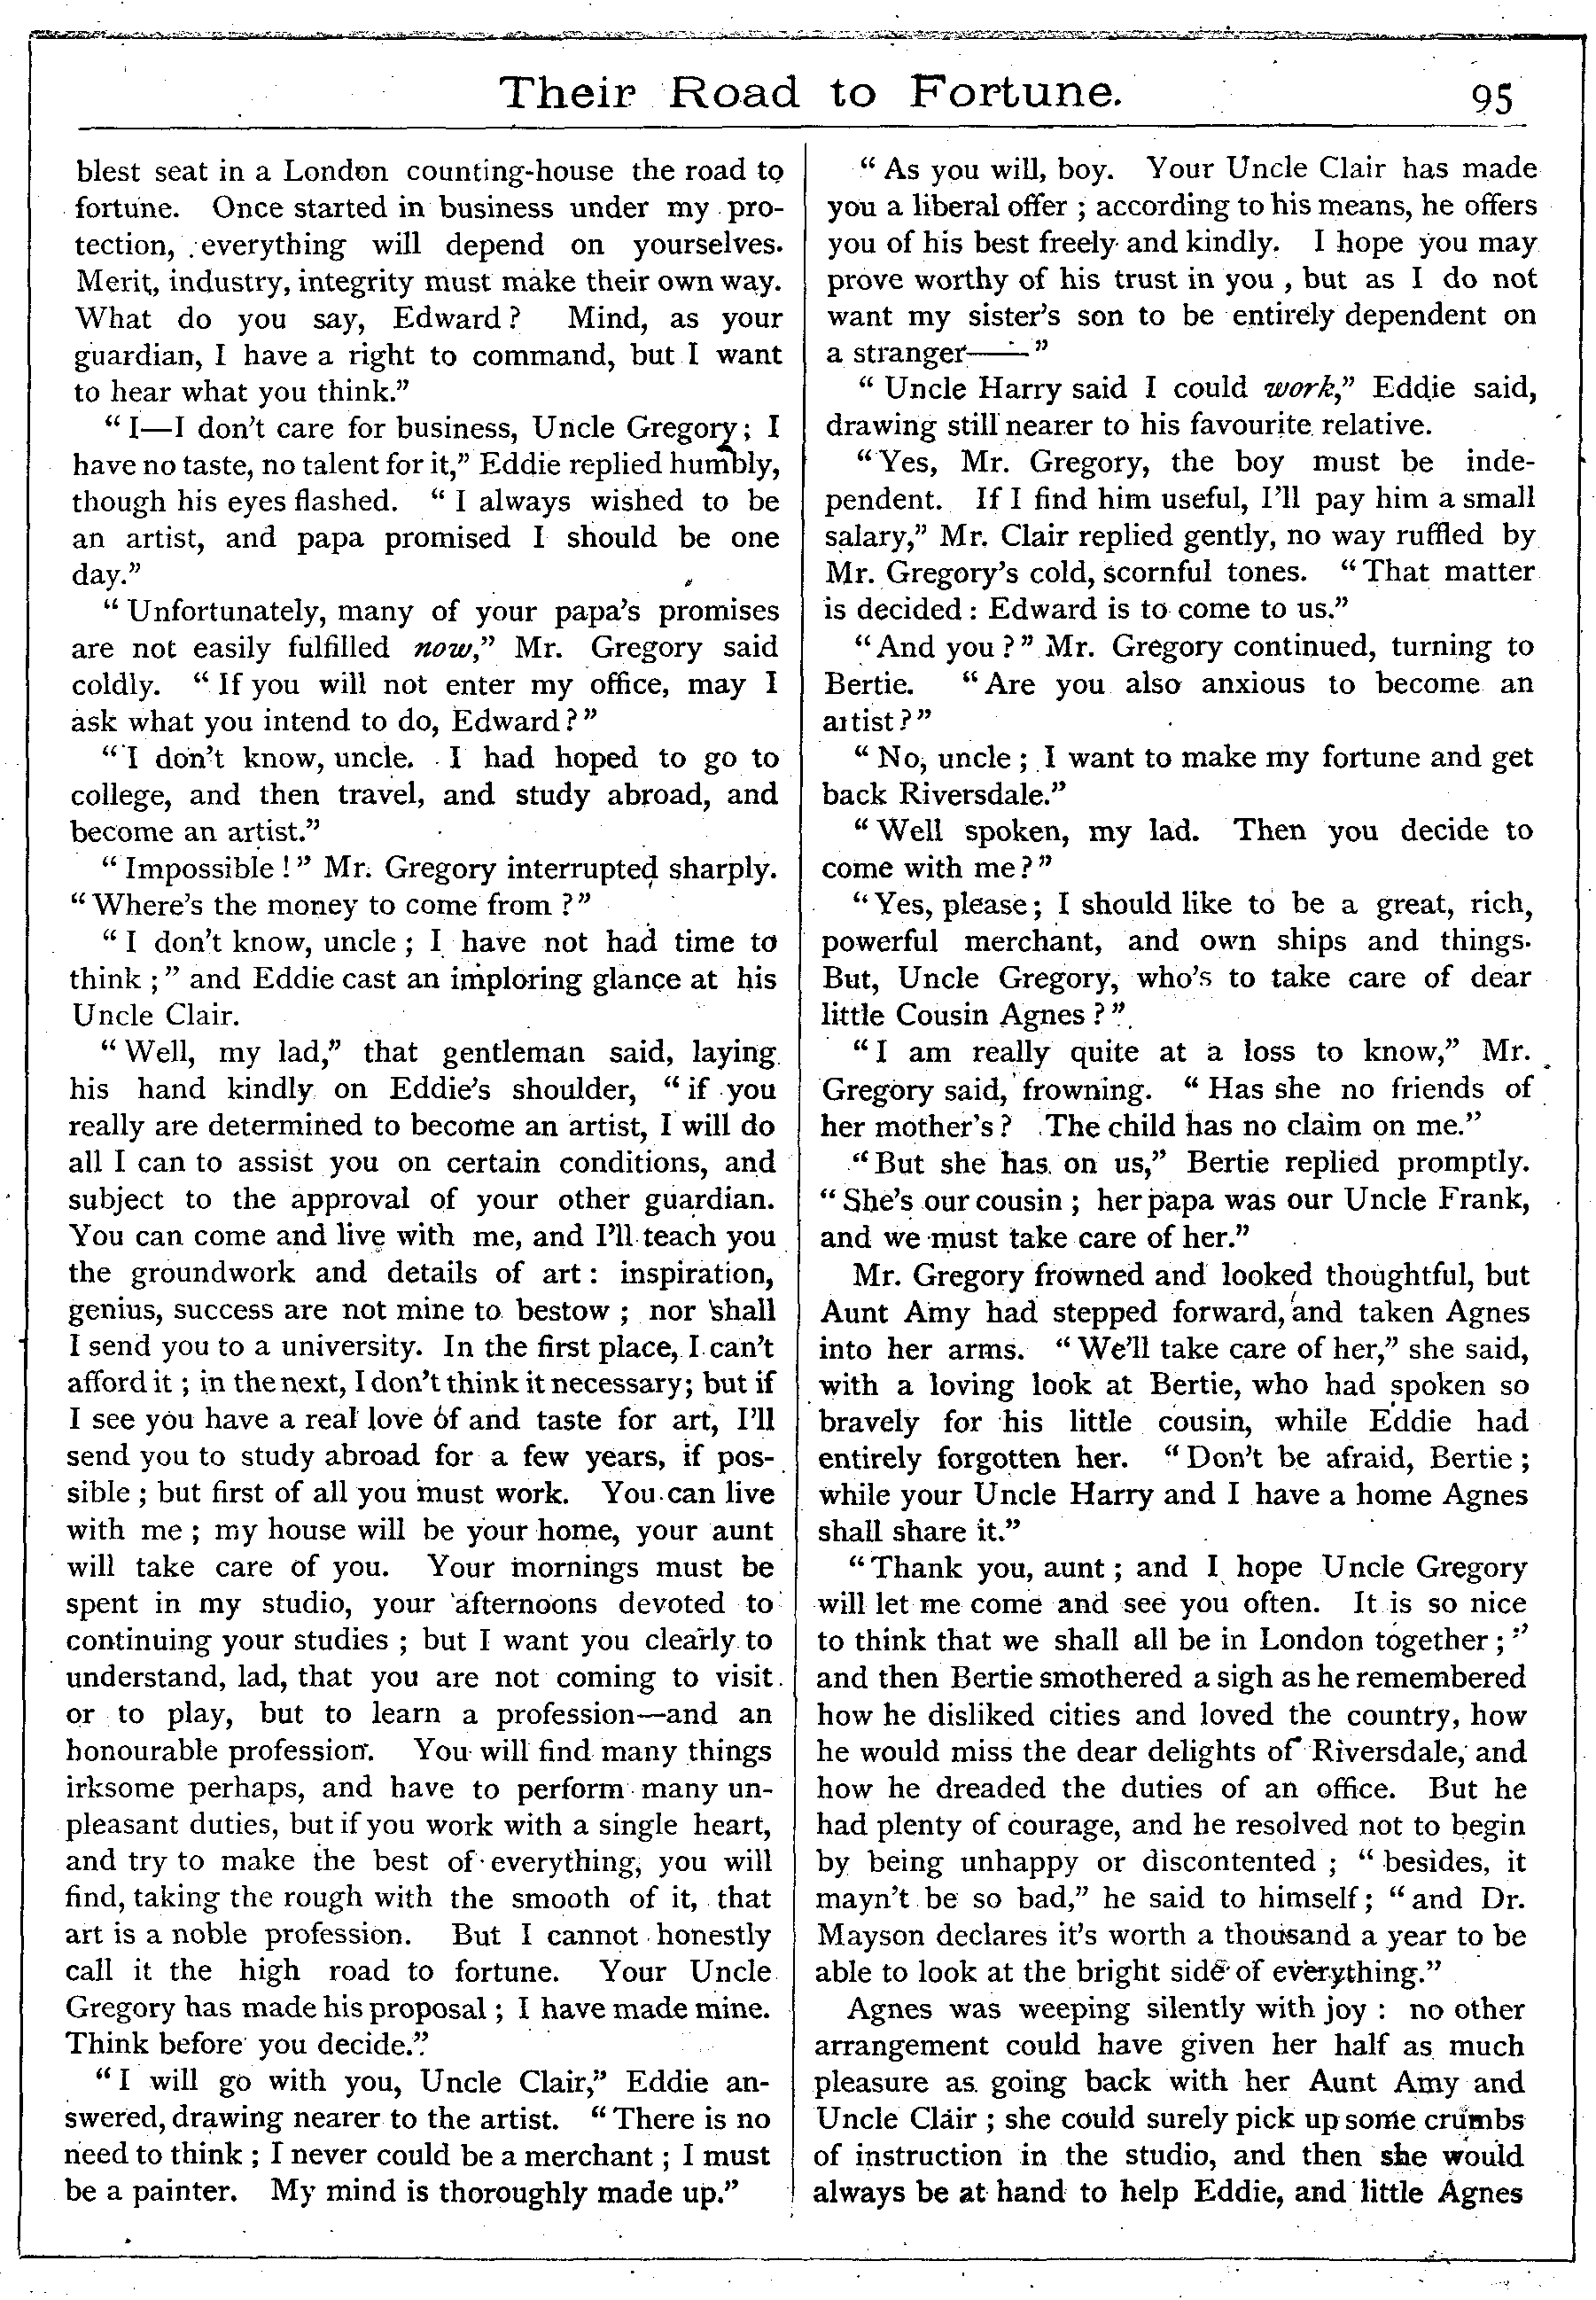 Their Road to Fortune.
95
blest seat in a London counting-house the road to
fortune. Once started in business under my pro-
tection, everything will depend on yourselves.
Merit, industry, integrity must make their own way.
What do you say, Edward? Mind, as your
guardian, I have a right to command, but I want
to hear what you think.”
“I—I don’t care for business, Uncle Gregory; I
have no taste, no talent for it,” Eddie replied humbly,
though his eyes flashed. “I always wished to be
an artist, and papa promised I should be one
day.”
“Unfortunately, many of your papa’s promises
are not easily fulfilled now,” Mr. Gregory said
coldly. “If you will not enter my office, may I
ask what you intend to do, Edward?”
“I don’t know, uncle. I had hoped to go to
college, and then travel, and study abroad, and
become an artist.”
“Impossible!” Mr. Gregory interrupted sharply.
“Where’s the money to come from?”
“I don’t know, uncle; I have not had time to
think;” and Eddie cast an imploring glance at his
Uncle Clair.
“Well, my lad,” that gentleman said, laying
his hand kindly on Eddie’s shoulder, “if you
really are determined to become an artist, I will do
all I can to assist you on certain conditions, and
subject to the approval of your other guardian.
You can come and live with me, and I’ll teach you
the groundwork and details of art: inspiration,
genius, success are not mine to bestow; nor shall
I send you to a university. In the first place, I can’t
afford it; in the next, I don’t think it necessary; but if
I see you have a real love of and taste for art, I’ll
send you to study abroad for a few years, if pos-
sible; but first of all you must work. You can live
with me; my house will be your home, your aunt
will take care of you. Your mornings must be
spent in my studio, your afternoons devoted to
continuing your studies; but I want you clearly to
understand, lad, that you are not coming to visit
or to play, but to learn a profession—and an
honourable profession. You will find many things
irksome perhaps, and have to perform many un-
pleasant duties, but if you work with a single heart,
and try to make the best of everything, you will
find, taking the rough with the smooth of it, that
art is a noble profession. But I cannot honestly
call it the high road to fortune. Your Uncle
Gregory has made his proposal; I have made mine.
Think before you decide.”
“I will go with you, Uncle Clair,” Eddie an-
swered, drawing nearer to the artist. “There is no
need to think; I never could be a merchant; I must
be a painter. My mind is thoroughly made up.”
“As you will, boy. Your Uncle Clair has made
you a liberal offer; according to his means, he offers
you of his best freely and kindly. I hope you may
prove worthy of his trust in you, but as I do not
want my sister’s son to be entirely dependent on
a stranger——”
“Uncle Harry said I could work,” Eddie said,
drawing still nearer to his favourite relative.
“Yes, Mr. Gregory, the boy must be inde-
pendent. If I find him useful, I’ll pay him a small
salary,” Mr. Clair replied gently, no way ruffled by
Mr. Gregory’s cold, scornful tones. “That matter
is decided: Edward is to come to us.”
“And you?” Mr. Gregory continued, turning to
Bertie. “Are you also anxious to become an
artist?”
“No, uncle; I want to make my fortune and get
back Riversdale.”
“Well spoken, my lad. Then you decide to
come with me?”
“Yes, please; I should like to be a great, rich,
powerful merchant, and own ships and things.
But, Uncle Gregory, who’s to take care of dear
little Cousin Agnes?”
“I am really quite at a loss to know,” Mr.
Gregory said, frowning. “Has she no friends of
her mother’s? The child has no claim on me.”
“But she has on us,” Bertie replied promptly.
“She’s our cousin; her papa was our Uncle Frank,
and we must take care of her.”
Mr. Gregory frowned and looked thoughtful, but
Aunt Amy had stepped forward, and taken Agnes
into her arms. “We’ll take care of her,” she said,
with a loving look at Bertie, who had spoken so
bravely for his little cousin, while Eddie had
entirely forgotten her. “Don’t be afraid, Bertie;
while your Uncle Harry and I have a home Agnes
shall share it.”
“Thank you, aunt; and I hope Uncle Gregory
will let me come and see you often. It is so nice
to think that we shall all be in London together;”
and then Bertie smothered a sigh as he remembered
how he disliked cities and loved the country, how
he would miss the dear delights of Riversdale, and
how he dreaded the duties of an office. But he
had plenty of courage, and he resolved not to begin
by being unhappy or discontented; “besides, it
mayn’t be so bad,” he said to himself; “and Dr.
Mayson declares it’s worth a thousand a year to be
able to look at the bright side of everything.”
Agnes was weeping silently with joy: no other
arrangement could have given her half as much
pleasure as going back with her Aunt Amy and
Uncle Clair; she could surely pick up some crumbs
of instruction in the studio, and then she would
always be at hand to help Eddie, and little Agnes